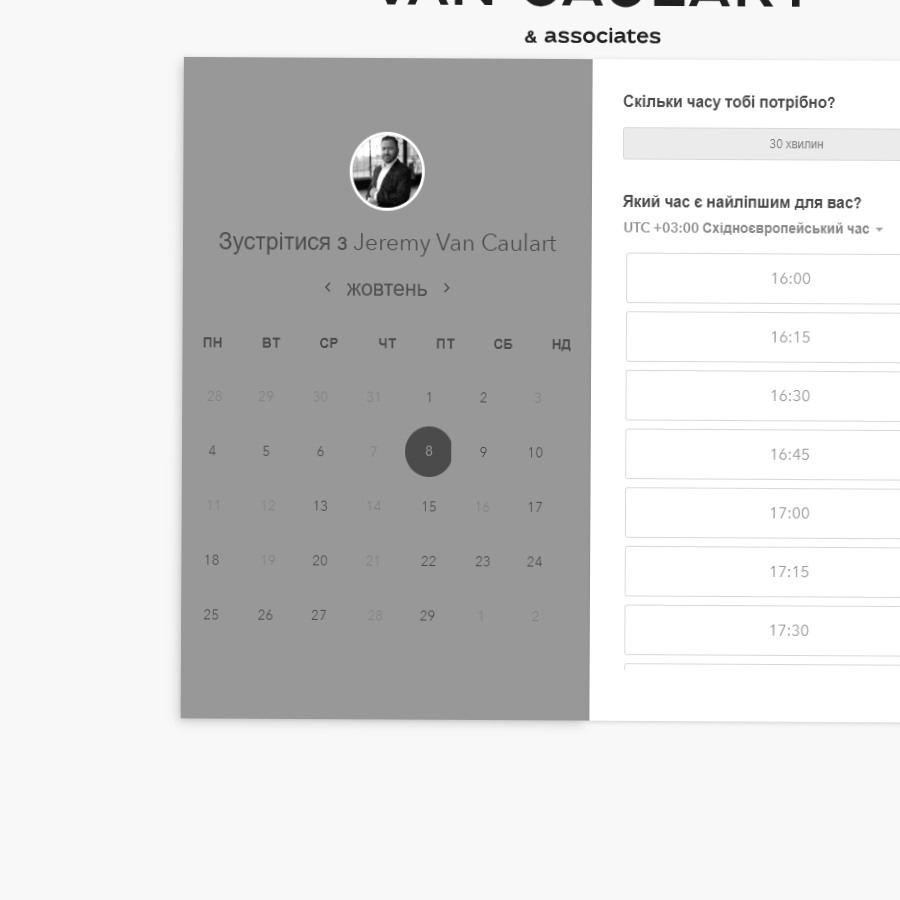 VAN CAULART
& associates
Зустрітися з Jeremy Van Caulart
жовтень
ПН ВТ СР ЧТ ПТ СБ НД
28 29 30 31 1 2 3
4 5 6 7 8 9 10
11 12 13 14 15 16 17
18 19 20 21 22 23 24
25 26 27 28 29 1 2
Скільки часу тобі потрібно?
30 хвилин
Який час є найліпшим для вас?
UTC +03:00 Східноєвропейський час
16:00
16:15
16:30
16:45
17:00
17:15
17:30